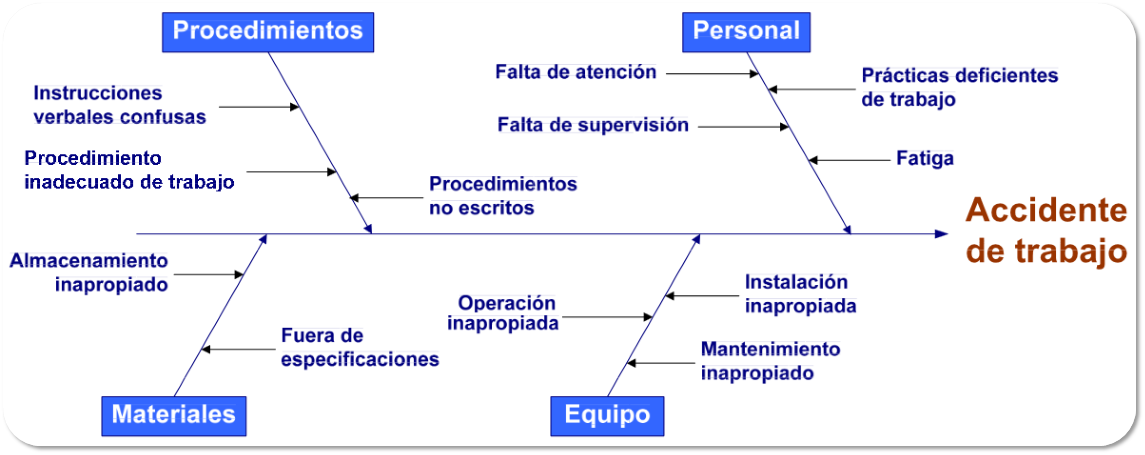 Procedimientos
Personal
Falta de atención
Prácticas deficientes
de trabajo
Instrucciones
verbales confusas
Falta de supervisión
Procedimiento
inadecuado de trabajo
Fatiga
Procedimientos
no escritos
Accidente
de trabajo
Almacenamiento
inapropiado
Operación
inapropiada
Instalación
inapropiada
Fuera de
especificaciones
Mantenimiento
inapropiado
Materiales
Equipo